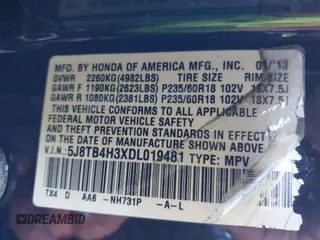 MFD. BY HONDA OF AMERICA MFG., INC. 01/13
GVWR 2260KG(4982LBS) TIRE SIZE RIM SIZE
GAWR F 1190KG(2623LBS) P235/60R18 102V 18X7.5J
GAWR R 1080KG(2381LBS) P235/60R18 102V 18X7.5J
THIS VEHICLE CONFORMS TO ALL APPLICABLE
FEDERAL MOTOR VEHICLE SAFETY AND THEFT
PREVENTION STANDARDS IN EFFECT ON THE DATE
OF MANUFACTURE SHOWN ABOVE.
5J8TB4H3XDL019481 TYPE: MPV
TX4 D AA6 -NH731P -A-L
DREAMBID